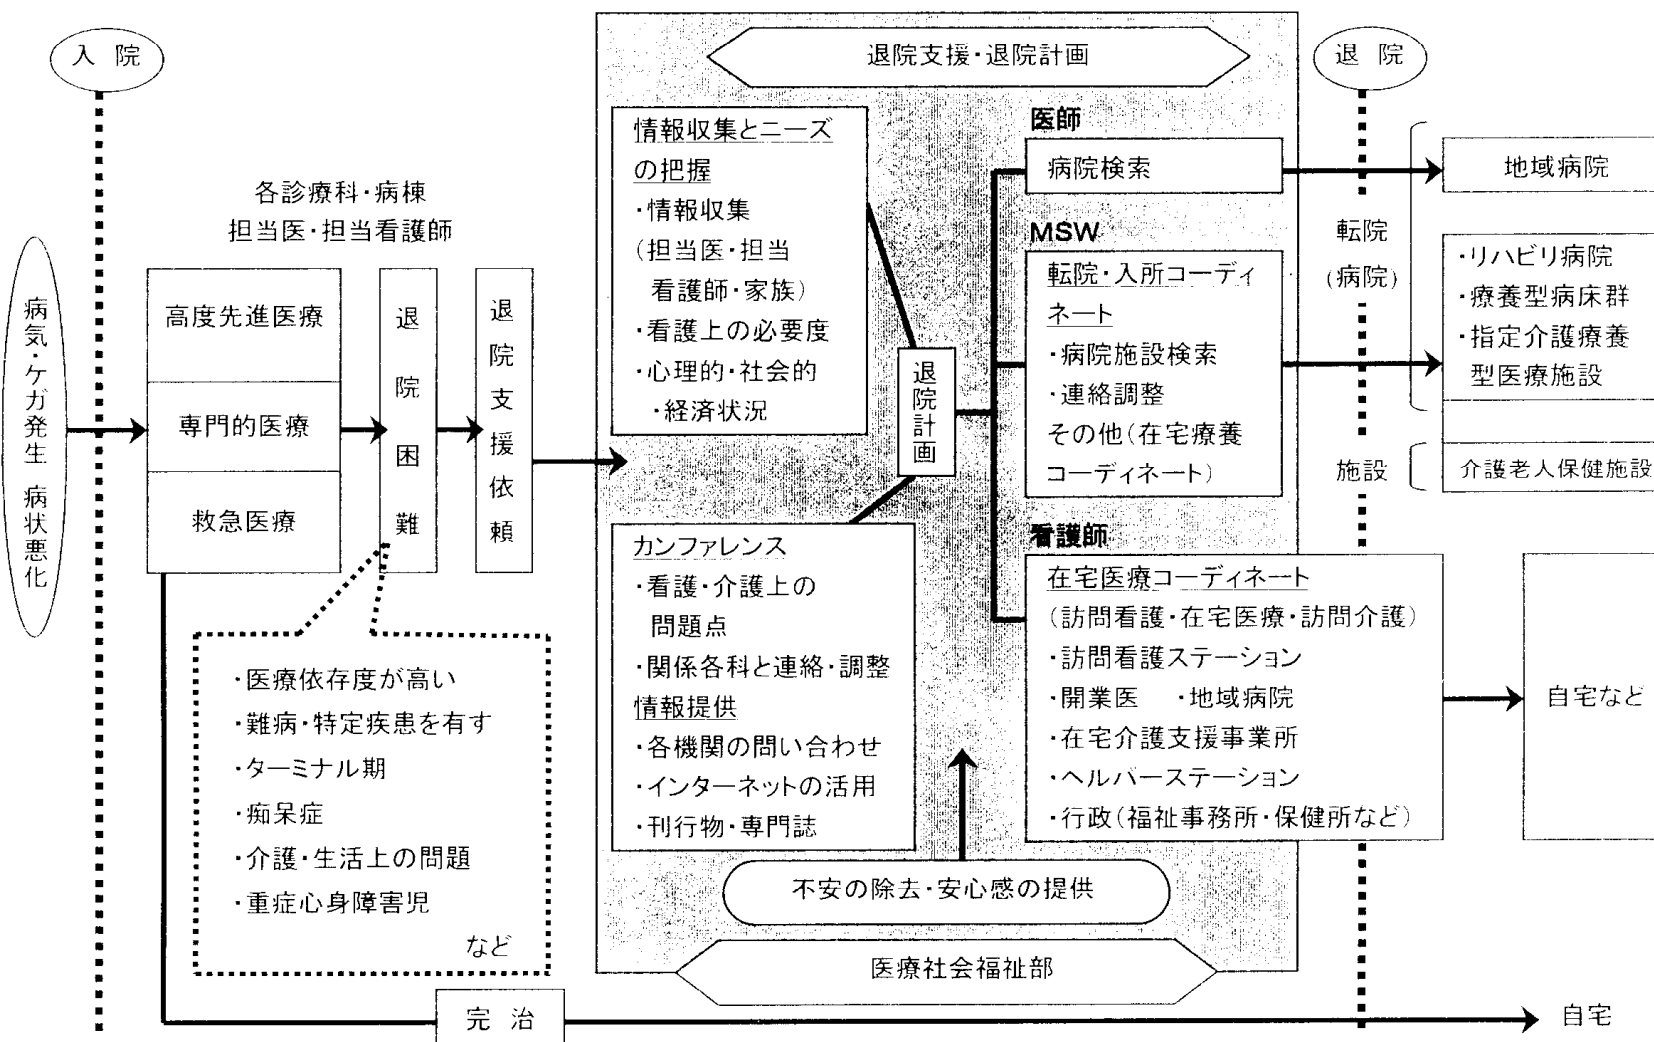 入 院
退院支援・退院計画
退 院
各診療科・病棟
担当医・担当看護師
病気・ケガ発生 病状悪化
高度先進医療
専門的医療
救急医療
退院困難
退院支援依頼
・医療依存度が高い
・難病・特定疾患を有す
・ターミナル期
・痴呆症
・介護・生活上の問題
・重症心身障害児
など
情報収集とニーズ
の把握
・情報収集
(担当医・担当
看護師・家族)
・看護上の必要度
・心理的・社会的
・経済状況
カンファレンス
・看護・介護上の
問題点
・関係各科と連絡・調整
情報提供
・各機関の問い合わせ
・インターネットの活用
・刊行物・専門誌
退院計画
医師
病院検索
MSW
転院・入所コーディ
ネート
・病院施設検索
・連絡調整
その他(在宅療養
コーディネート)
看護師
在宅医療コーディネート
(訪問看護・在宅医療・訪問介護)
・訪問看護ステーション
・開業医 ・地域病院
・在宅介護支援事業所
・ヘルパーステーション
・行政(福祉事務所・保健所など)
不安の除去・安心感の提供
医療社会福祉部
転院
(病院)
施設
地域病院
・リハビリ病院
・療養型病床群
・指定介護療養
型医療施設
介護老人保健施設
自宅など
完 治
自宅